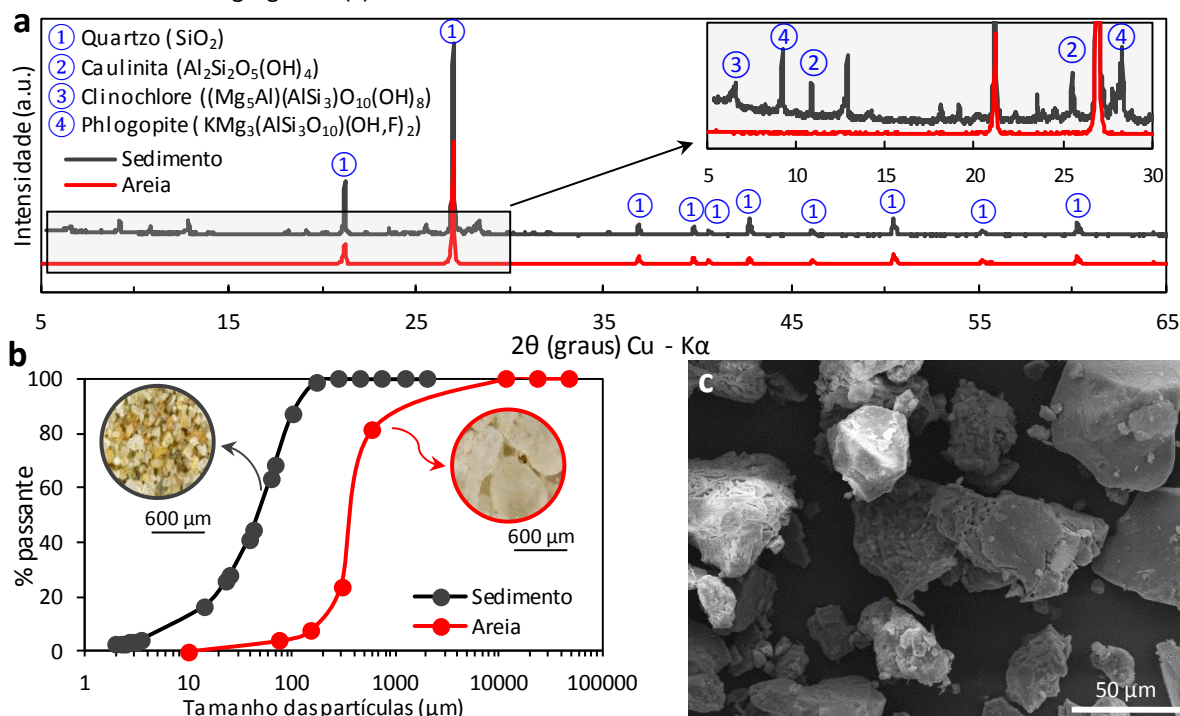 a
① Quartzo (SiO₂)
② Caulinita (Al₂Si₂O₅(OH)₄)
③ Clinochlore ((Mg₅Al)(AlSi₃)O₁₀(OH)₈)
④ Phlogopite (KMg₃(AlSi₃O₁₀)(OH,F)₂)
Sedimento
Areia
Intensidade (a.u.)
① ①
③ ④ ② ② ④
5 10 15 20 25 30
① ① ① ① ① ① ① ①
5 15 25 35 45 55 65
2θ (graus) Cu - Kα
b
100
80
60
40
20
0
% passante
600 µm
600 µm
Sedimento
Areia
1 10 100 1000 10000 100000
Tamanho das partículas (µm)
c
50 µm